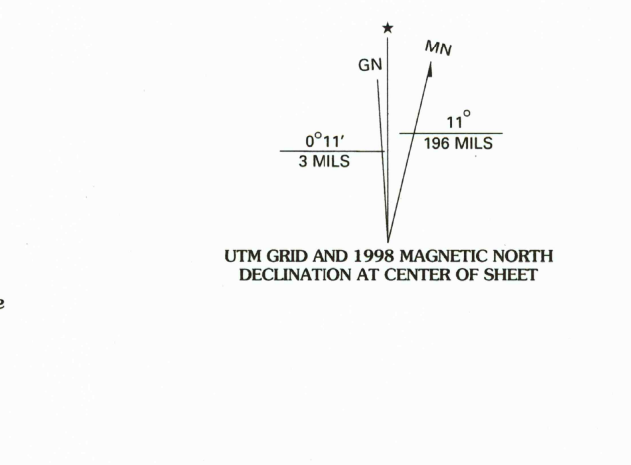 ★
GN
MN
0°11'
3 MILS
11°
196 MILS
UTM GRID AND 1998 MAGNETIC NORTH
DECLINATION AT CENTER OF SHEET
e